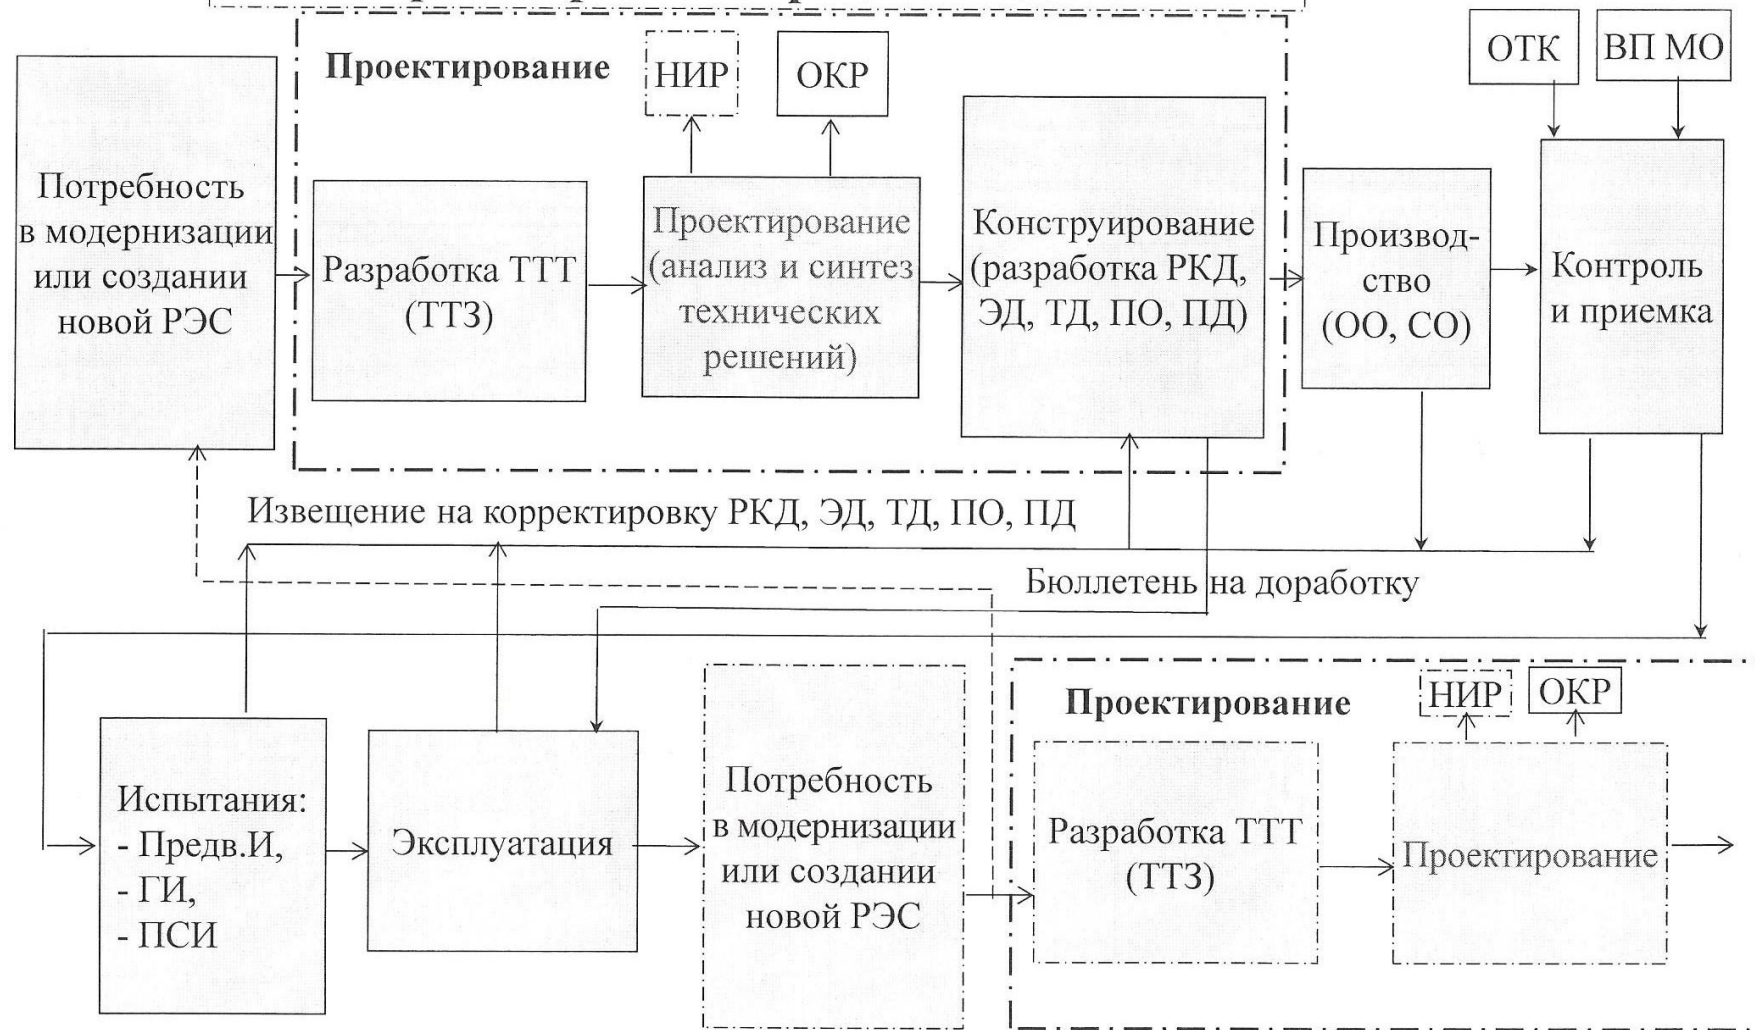 Проектирование
НИР
ОКР
ОТК
ВП МО
Потребность
в модернизации
или создании
новой РЭС
Разработка ТТТ
(ТТЗ)
Проектирование
(анализ и синтез
технических
решений)
Конструирование
(разработка РКД,
ЭД, ТД, ПО, ПД)
Производ-
ство
(ОО, СО)
Контроль
и приемка
Извещение на корректировку РКД, ЭД, ТД, ПО, ПД
Бюллетень на доработку
Испытания:
- Предв.И,
- ГИ,
- ПСИ
Эксплуатация
Потребность
в модернизации
или создании
новой РЭС
Проектирование
НИР
ОКР
Разработка ТТТ
(ТТЗ)
Проектирование